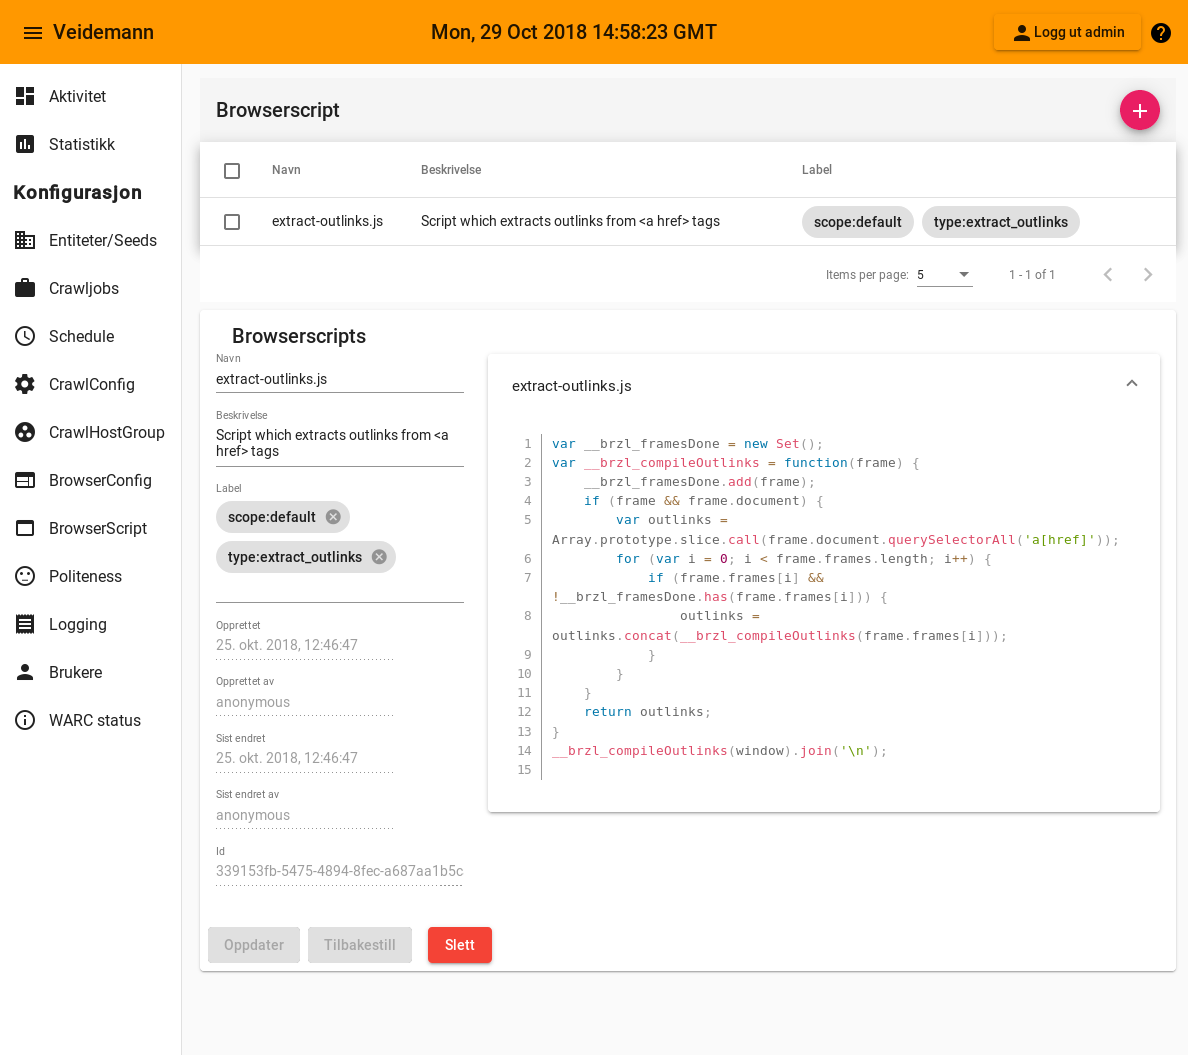 Veidemann
Mon, 29 Oct 2018 14:58:23 GMT
Logg ut admin
Aktivitet
Statistikk
Konfigurasjon
Entiteter/Seeds
Crawljobs
Schedule
CrawlConfig
CrawlHostGroup
BrowserConfig
BrowserScript
Politeness
Logging
Brukere
WARC status
Browserscript
Navn Beskrivelse Label
extract-outlinks.js Script which extracts outlinks from <a href> tags scope:default type:extract_outlinks
Items per page: 5 1 - 1 of 1
Browserscripts
Navn
extract-outlinks.js
Beskrivelse
Script which extracts outlinks from <a
href> tags
Label
scope:default
type:extract_outlinks
Opprettet
25. okt. 2018, 12:46:47
Opprettet av
anonymous
Sist endret
25. okt. 2018, 12:46:47
Sist endret av
anonymous
Id
339153fb-5475-4894-8fec-a687aa1b5c
extract-outlinks.js
1 var __brzl_framesDone = new Set();
2 var __brzl_compileOutlinks = function(frame) {
3     __brzl_framesDone.add(frame);
4     if (frame && frame.document) {
5         var outlinks =
Array.prototype.slice.call(frame.document.querySelectorAll('a[href]'));
6         for (var i = 0; i < frame.frames.length; i++) {
7             if (frame.frames[i] &&
!__brzl_framesDone.has(frame.frames[i])) {
8                 outlinks =
outlinks.concat(__brzl_compileOutlinks(frame.frames[i]));
9             }
10         }
11     }
12     return outlinks;
13 }
14 __brzl_compileOutlinks(window).join('\n');
15
Oppdater Tilbakestill Slett